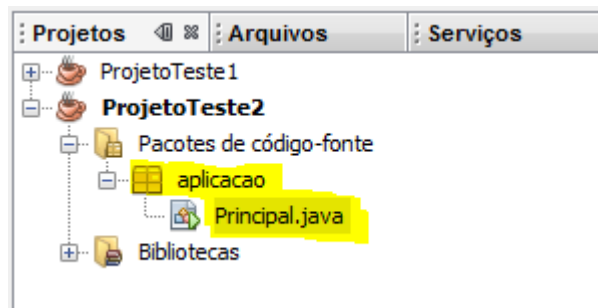 Projetos Arquivos Serviços
ProjetoTeste1
ProjetoTeste2
Pacotes de código-fonte
aplicacao
Principal.java
Bibliotecas